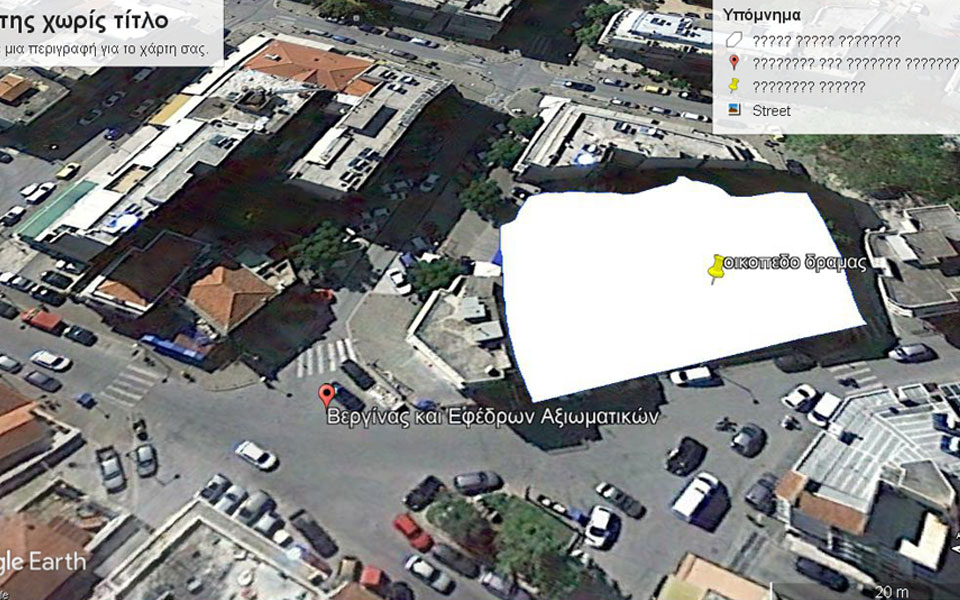 της χωρίς τίτλο
μια περιγραφή για το χάρτη σας.
Υπόμνημα
????? ????? ????????
???????? ??? ??????? ???????
???????? ??????
Street
οικοπεδο δραμας
Βεργίνας και Εφέδρων Αξιωματικών
gle Earth
20 m